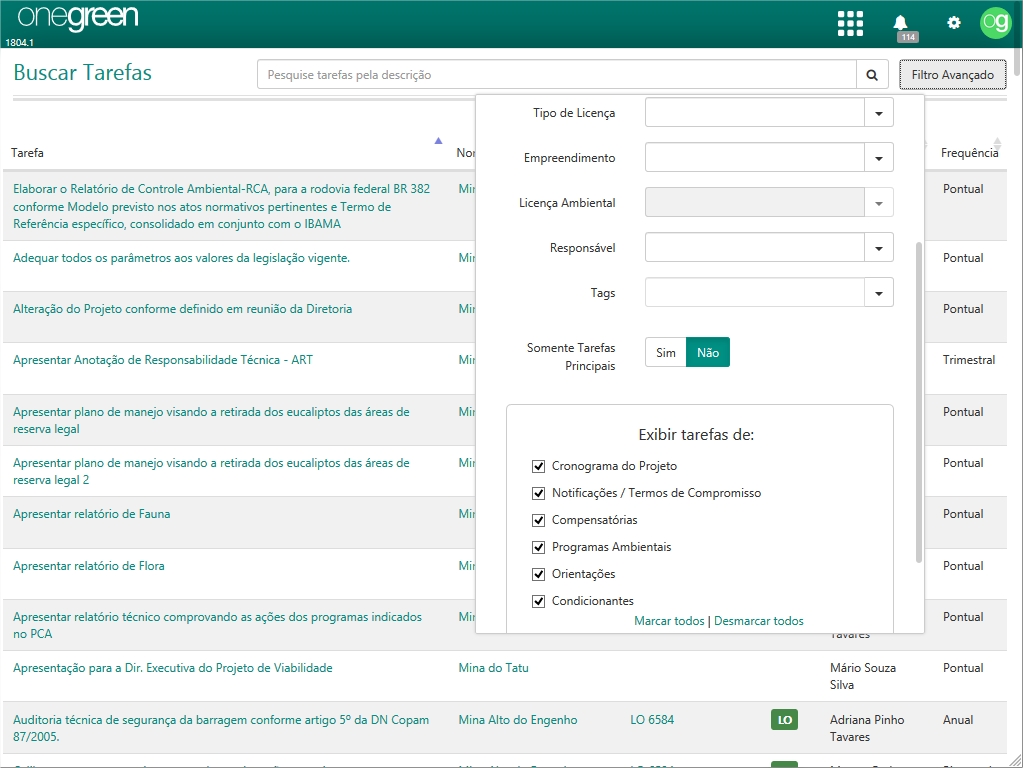 onegreen
1804.1
114
og
Buscar Tarefas
Pesquise tarefas pela descrição
Filtro Avançado
Tarefa
Frequência
Elaborar o Relatório de Controle Ambiental-RCA, para a rodovia federal BR 382
conforme Modelo previsto nos atos normativos pertinentes e Termo de
Referência específico, consolidado em conjunto com o IBAMA
Pontual
Adequar todos os parâmetros aos valores da legislação vigente.
Pontual
Alteração do Projeto conforme definido em reunião da Diretoria
Pontual
Apresentar Anotação de Responsabilidade Técnica - ART
Trimestral
Apresentar plano de manejo visando a retirada dos eucaliptos das áreas de
reserva legal
Pontual
Apresentar plano de manejo visando a retirada dos eucaliptos das áreas de
reserva legal 2
Pontual
Apresentar relatório de Fauna
Pontual
Apresentar relatório de Flora
Pontual
Apresentar relatório técnico comprovando as ações dos programas indicados
no PCA
Tavares
Pontual
Apresentação para a Dir. Executiva do Projeto de Viabilidade
Mina do Tatu
Mário Souza
Silva
Pontual
Auditoria técnica de segurança da barragem conforme artigo 5º da DN Copam
87/2005.
Mina Alto do Engenho
LO 6584
LO
Adriana Pinho
Tavares
Anual
Tipo de Licença
Empreendimento
Licença Ambiental
Responsável
Tags
Somente Tarefas
Principais
Sim
Não
Exibir tarefas de:
Cronograma do Projeto
Notificações / Termos de Compromisso
Compensatórias
Programas Ambientais
Orientações
Condicionantes
Marcar todos | Desmarcar todos